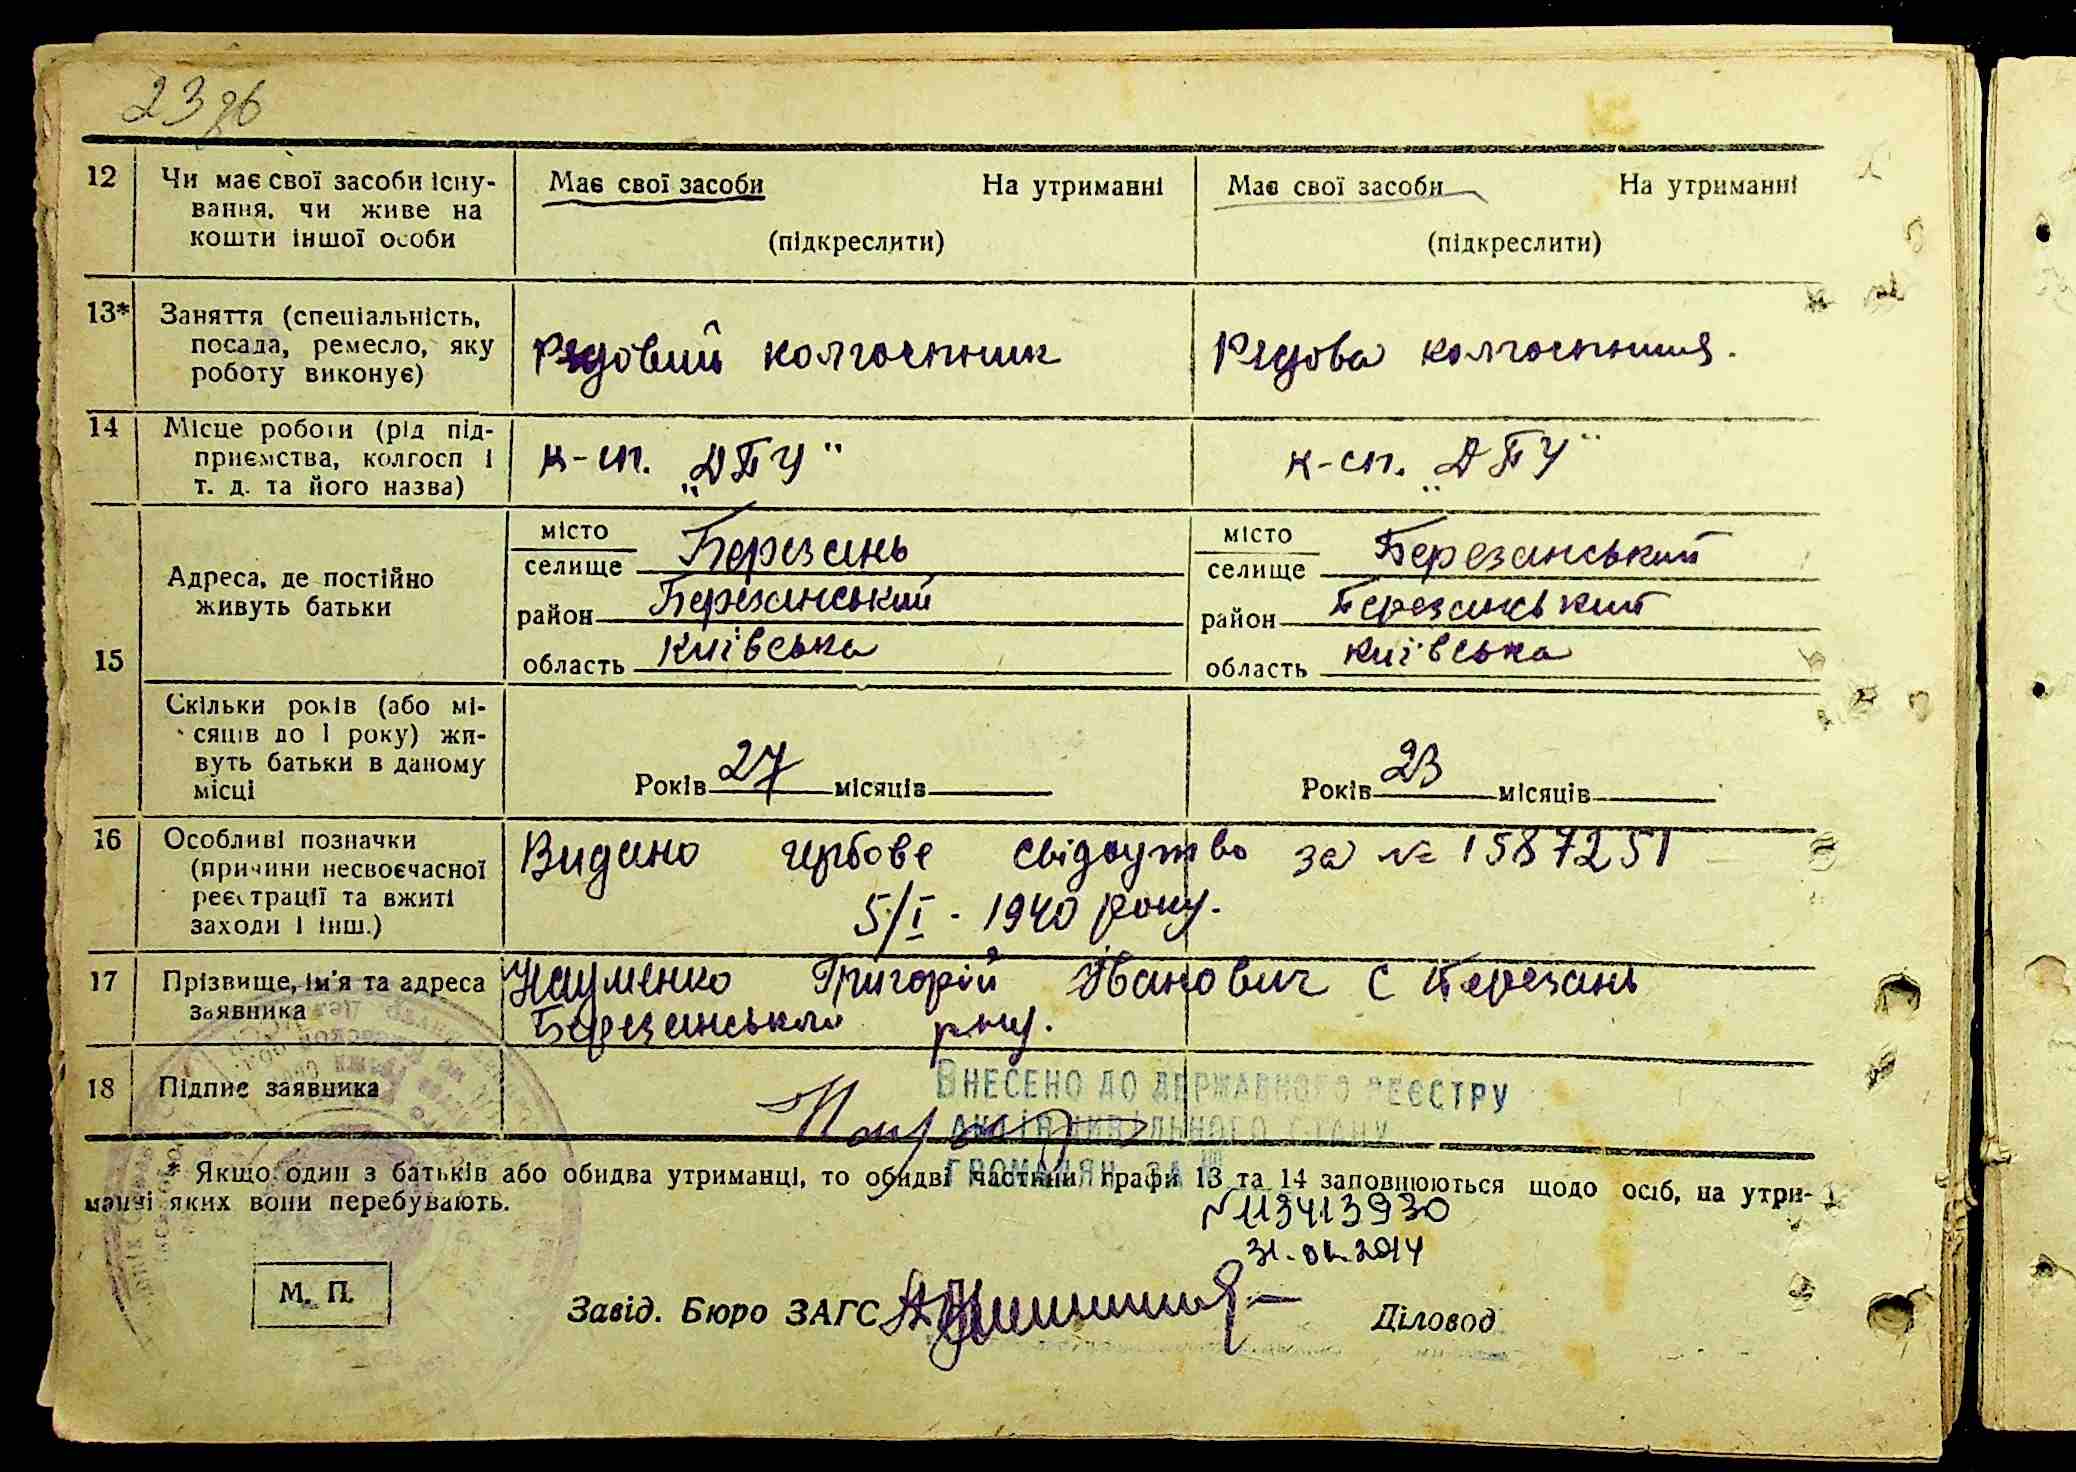 23 зв
12 Чи має свої засоби існу-
вання, чи живе на
кошти іншої особи
Має свої засоби На утриманні
(підкреслити)
Має свої засоби На утриманні
(підкреслити)
13* Заняття (спеціальність,
посада, ремесло, яку
роботу виконує)
Рядовий колгоспник
Рядова колгоспниця.
14 Місце роботи (рід під-
приємства, колгосп і
т. д. та його назва)
к-сп. „ДПУ"
к-сп. „ДПУ"
15 Адреса, де постійно
живуть батьки
місто
селище Березань
район Березанський
область Київська
місто
селище Березанський
район Березанський
область Київська
Скільки років (або мі-
сяців до 1 року) жи-
вуть батьки в даному
місці
Років 27 місяців
Років 23 місяців
16 Особливі позначки
(причини несвоєчасної
реєстрації та вжиті
заходи і інш.)
Видано гербове свідоцтво за № 1587251
5/I - 1940 року.
17 Прізвище, ім'я та адреса
заявника
Науменко Григорій Іванович с Березань
Березанського р-ну.
18 Підпис заявника
ВНЕСЕНО ДО ДЕРЖАВНОГО РЕЄСТРУ
АКТІВ ЦИВІЛЬНОГО СТАНУ
ГРОМАДЯН ЗА №
* Якщо один з батьків або обидва утриманці, то обидві частини графи 13 та 14 заповнюються щодо осіб, на утри-
манні яких вони перебувають.
№113413930
2014
М. П.
Завід. Бюро ЗАГС
Діловод